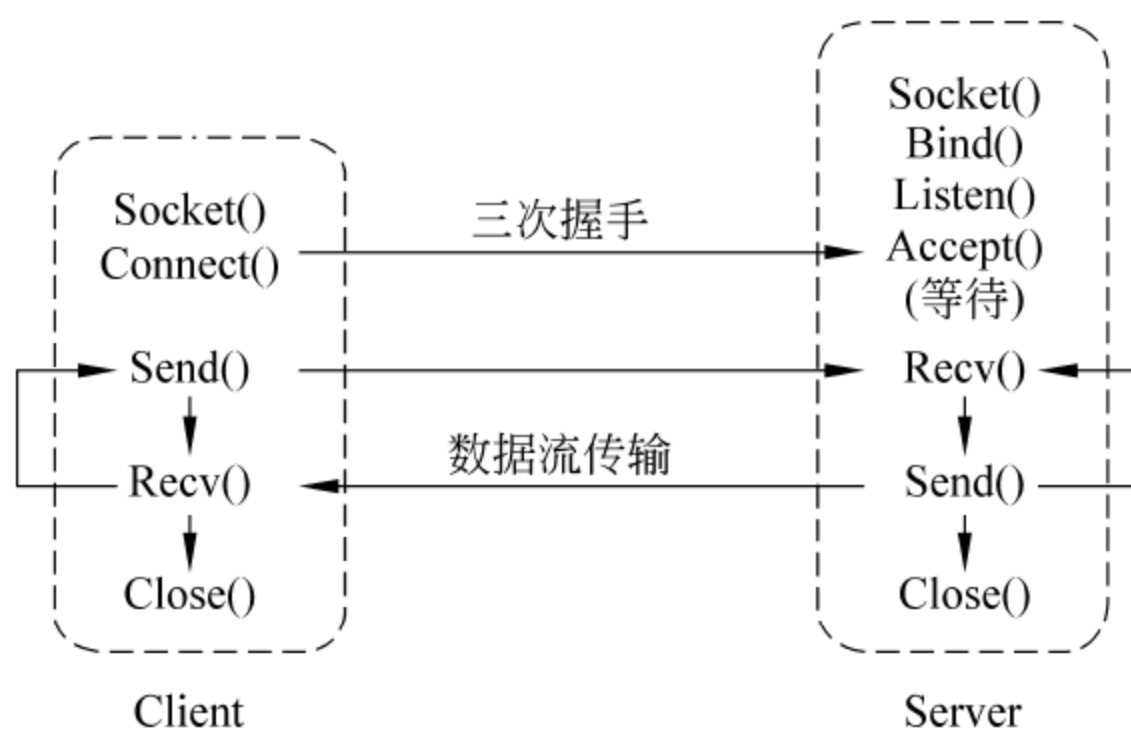 Socket()
Connect()
Send()
Recv()
Close()
Client
三次握手
数据流传输
Socket()
Bind()
Listen()
Accept()
(等待)
Recv()
Send()
Close()
Server